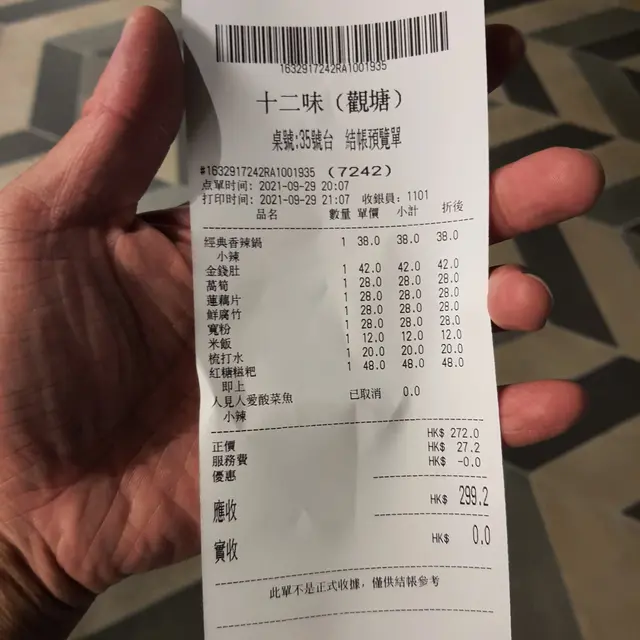 1632917242RA1001935
十二味（觀塘）
桌號:35號台 結帳預覽單
#1632917242RA1001935 (7242)
点單时间: 2021-09-29 20:07
打印时间: 2021-09-29 21:07 收銀員: 1101
品名 數量 單價 小計 折後
經典香辣鍋 1 38.0 38.0 38.0
小辣
金錢肚 1 42.0 42.0 42.0
萵筍 1 28.0 28.0 28.0
蓮藕片 1 28.0 28.0 28.0
鮮腐竹 1 28.0 28.0 28.0
寬粉 1 28.0 28.0 28.0
米飯 1 12.0 12.0 12.0
梳打水 1 20.0 20.0 20.0
紅糖糍粑 1 48.0 48.0 48.0
即上
人見人愛酸菜魚 已取消 0.0
小辣
正價 HK$ 272.0
服務費 HK$ 27.2
優惠 HK$ -0.0
應收 HK$ 299.2
實收 HK$ 0.0
此單不是正式收據，僅供結帳參考